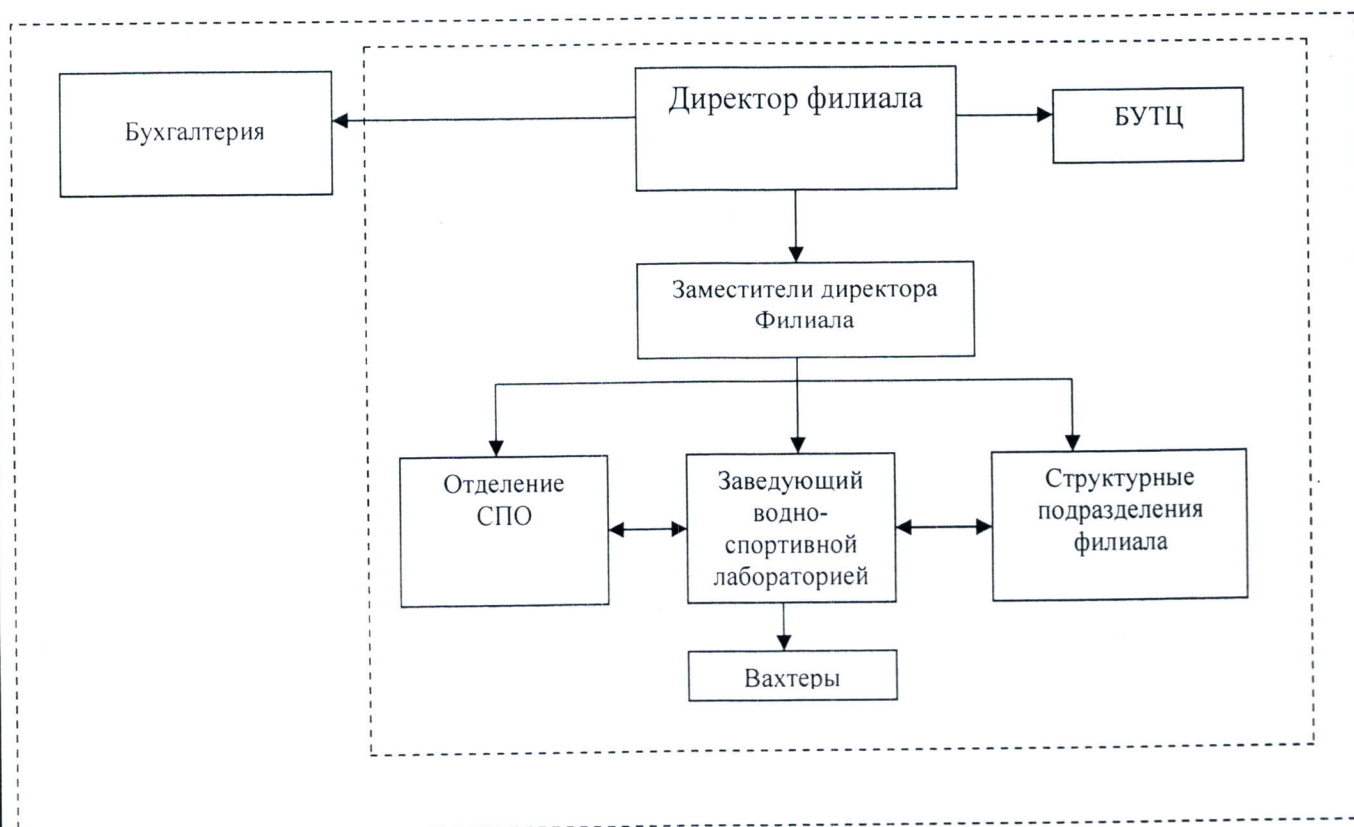 Бухгалтерия
Директор филиала
БУТЦ
Заместители директора
Филиала
Отделение
СПО
Заведующий
водно-
спортивной
лабораторией
Структурные
подразделения
филиала
Вахтеры